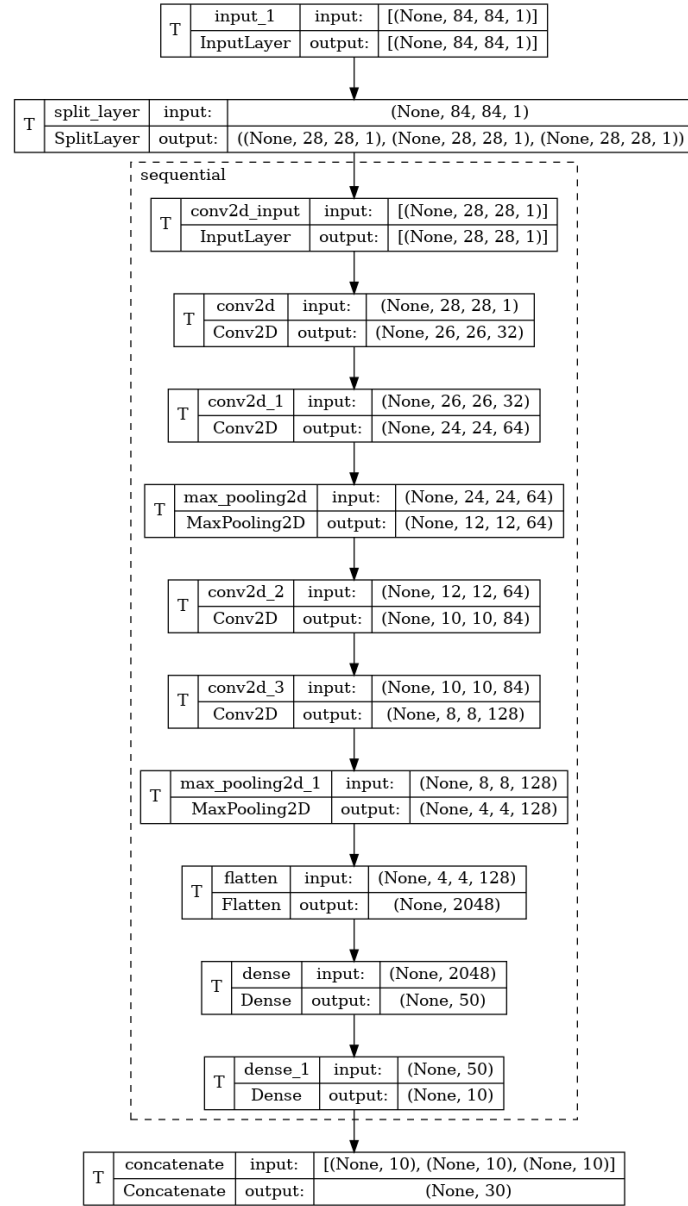 T input_1 input: [(None, 84, 84, 1)]
InputLayer output: [(None, 84, 84, 1)]
T split_layer input: (None, 84, 84, 1)
SplitLayer output: ((None, 28, 28, 1), (None, 28, 28, 1), (None, 28, 28, 1))
sequential
T conv2d_input input: [(None, 28, 28, 1)]
InputLayer output: [(None, 28, 28, 1)]
T conv2d input: (None, 28, 28, 1)
Conv2D output: (None, 26, 26, 32)
T conv2d_1 input: (None, 26, 26, 32)
Conv2D output: (None, 24, 24, 64)
T max_pooling2d input: (None, 24, 24, 64)
MaxPooling2D output: (None, 12, 12, 64)
T conv2d_2 input: (None, 12, 12, 64)
Conv2D output: (None, 10, 10, 84)
T conv2d_3 input: (None, 10, 10, 84)
Conv2D output: (None, 8, 8, 128)
T max_pooling2d_1 input: (None, 8, 8, 128)
MaxPooling2D output: (None, 4, 4, 128)
T flatten input: (None, 4, 4, 128)
Flatten output: (None, 2048)
T dense input: (None, 2048)
Dense output: (None, 50)
T dense_1 input: (None, 50)
Dense output: (None, 10)
T concatenate input: [(None, 10), (None, 10), (None, 10)]
Concatenate output: (None, 30)